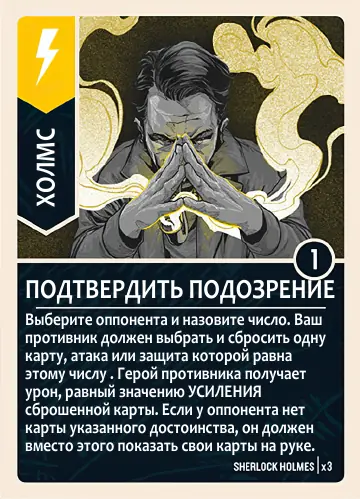 ХОЛМС
1
ПОДТВЕРДИТЬ ПОДОЗРЕНИЕ
Выберите оппонента и назовите число. Ваш
противник должен выбрать и сбросить одну
карту, атака или защита которой равна
этому числу . Герой противника получает
урон, равный значению УСИЛЕНИЯ
сброшенной карты. Если у оппонента нет
карты указанного достоинства, он должен
вместо этого показать свои карты на руке.
SHERLOCK HOLMES | x3